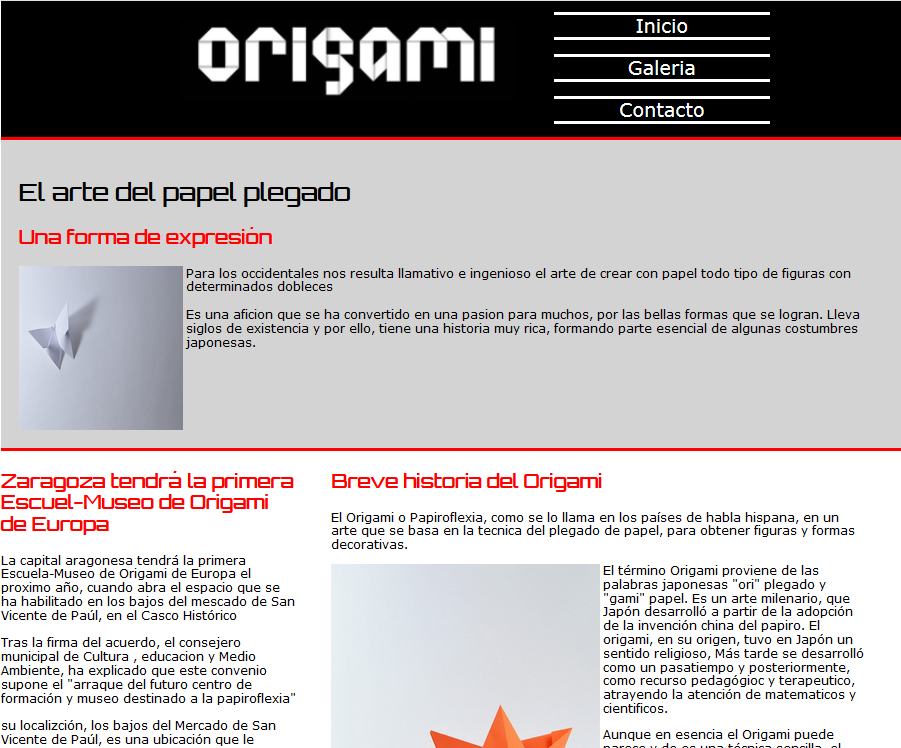 origami
Inicio
Galeria
Contacto
El arte del papel plegado
Una forma de expresión
Para los occidentales nos resulta llamativo e ingenioso el arte de crear con papel todo tipo de figuras con
determinados dobleces
Es una aficion que se ha convertido en una pasion para muchos, por las bellas formas que se logran. Lleva
siglos de existencia y por ello, tiene una historia muy rica, formando parte esencial de algunas costumbres
japonesas.
Zaragoza tendrá la primera
Escuel-Museo de Origami
de Europa
La capital aragonesa tendrá la primera
Escuela-Museo de Origami de Europa el
proximo año, cuando abra el espacio que se
ha habilitado en los bajos del mescado de San
Vicente de Paúl, en el Casco Histórico
Tras la firma del acuerdo, el consejero
municipal de Cultura , educacion y Medio
Ambiente, ha explicado que este convenio
supone el "arraque del futuro centro de
formación y museo destinado a la papiroflexia"
su localizción, los bajos del Mercado de San
Vicente de Paúl, es una ubicación que le
Breve historia del Origami
El Origami o Papiroflexia, como se lo llama en los países de habla hispana, en un
arte que se basa en la tecnica del plegado de papel, para obtener figuras y formas
decorativas.
El término Origami proviene de las
palabras japonesas "ori" plegado y
"gami" papel. Es un arte milenario, que
Japón desarrolló a partir de la adopción
de la invención china del papiro. El
origami, en su origen, tuvo en Japón un
sentido religioso, Más tarde se desarrolló
como un pasatiempo y posteriormente,
como recurso pedagógioc y terapeutico,
atrayendo la atención de matematicos y
cientificos.
Aunque en esencia el Origami puede